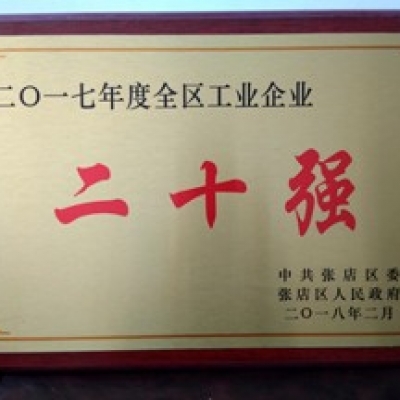 二〇一七年度全区工业企业
二十强
中共张店区委
张店区人民政府
二〇一八年二月